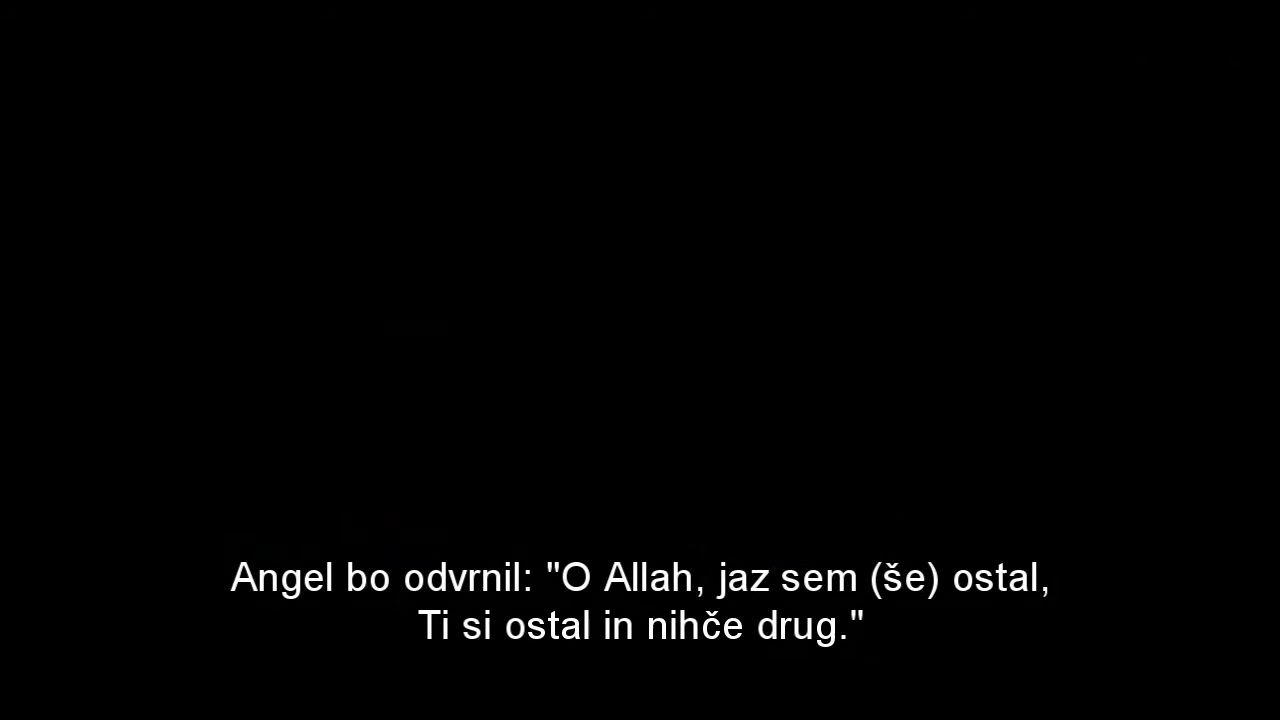 Angel bo odvrnil: "O Allah, jaz sem (še) ostal,
Ti si ostal in nihče drug."